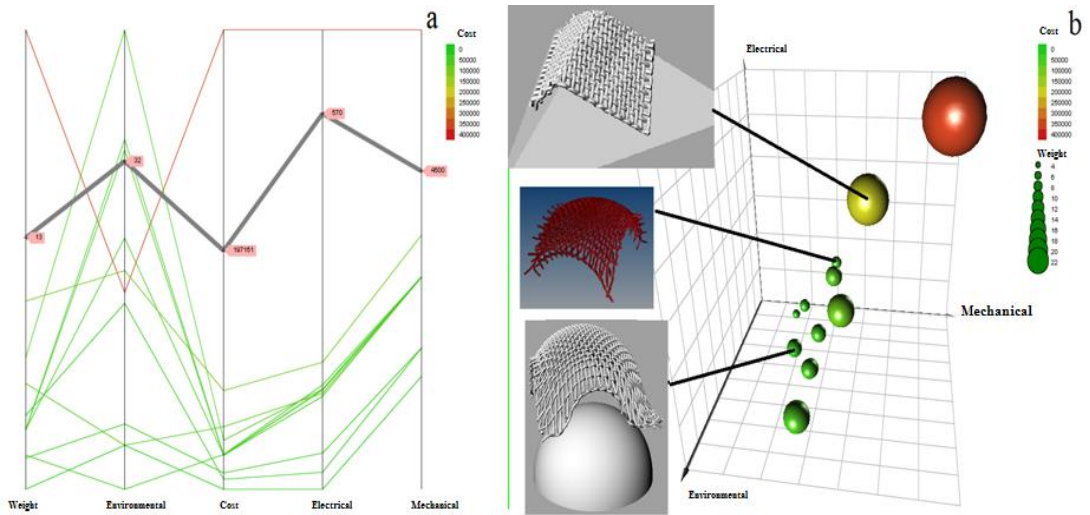 a
Cost
0
50000
100000
150000
200000
250000
300000
350000
400000
32
13
197161
570
4600
Weight
Environmental
Cost
Electrical
Mechanical
b
Electrical
Mechanical
Environmental
Cost
0
50000
100000
150000
200000
250000
300000
350000
400000
Weight
4
6
8
10
12
14
16
18
20
22